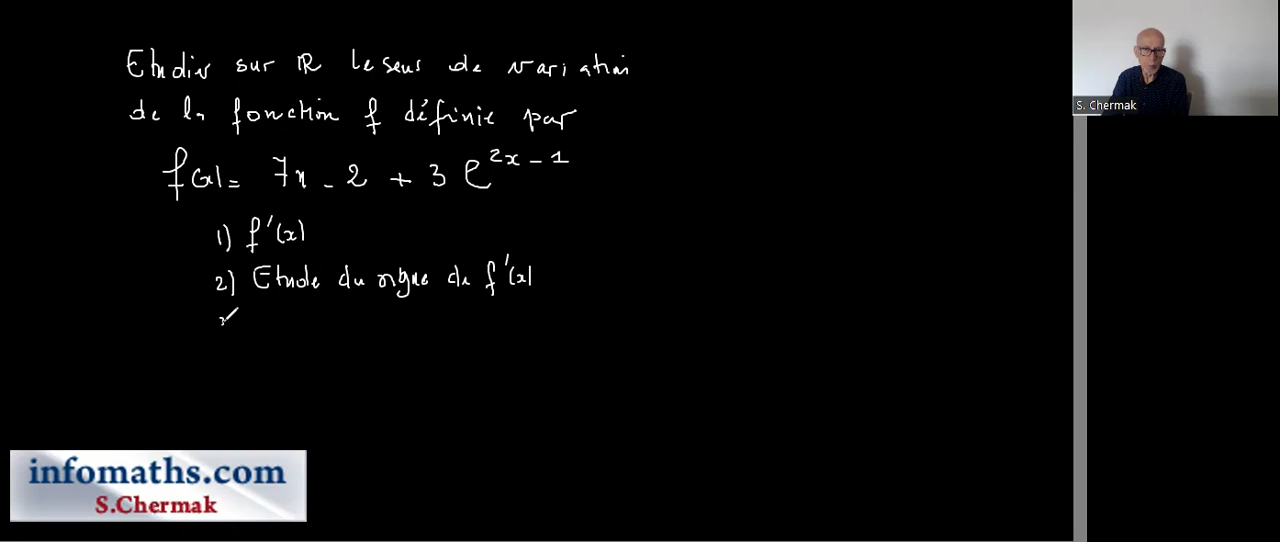 Etudier sur ℝ le sens de variation
de la fonction f définie par
f(x) = 7x - 2 + 3 e^{2x - 1}
1) f'(x)
2) Etude du signe de f'(x)
S. Chermak
infomaths.com
S.Chermak